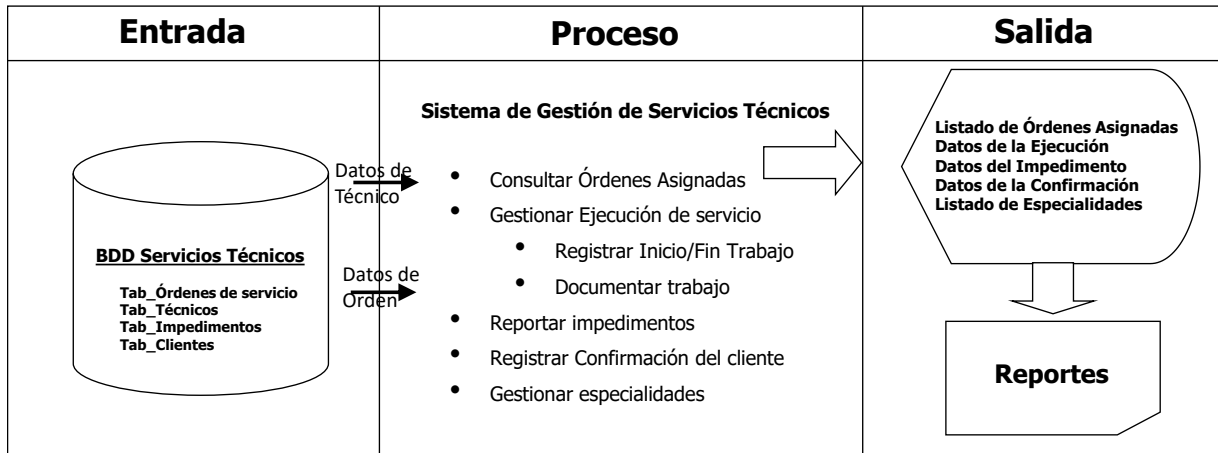 Entrada
Proceso
Salida
BDD Servicios Técnicos
Tab_Órdenes de servicio
Tab_Técnicos
Tab_Impedimentos
Tab_Clientes
Datos de
Técnico
Datos de
Orden
Sistema de Gestión de Servicios Técnicos
• Consultar Órdenes Asignadas
• Gestionar Ejecución de servicio
• Registrar Inicio/Fin Trabajo
• Documentar trabajo
• Reportar impedimentos
• Registrar Confirmación del cliente
• Gestionar especialidades
Listado de Órdenes Asignadas
Datos de la Ejecución
Datos del Impedimento
Datos de la Confirmación
Listado de Especialidades
Reportes